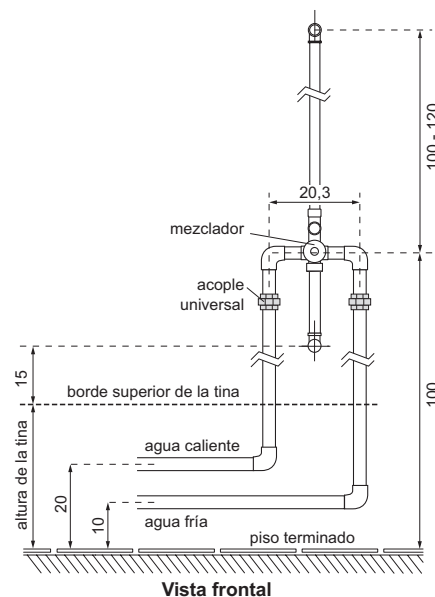 100 - 120
20,3
mezclador
acople
universal
100
15
borde superior de la tina
altura de la tina
agua caliente
20
10
agua fría
piso terminado
Vista frontal